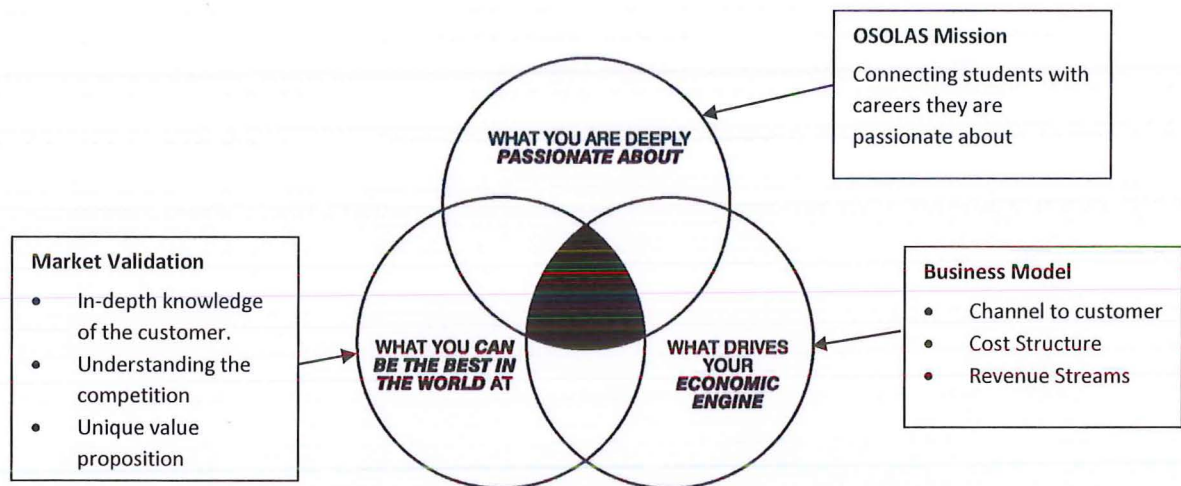 OSOLAS Mission
Connecting students with
careers they are
passionate about
WHAT YOU ARE DEEPLY
PASSIONATE ABOUT
Market Validation
• In-depth knowledge
of the customer.
• Understanding the
competition
• Unique value
proposition
WHAT YOU CAN
BE THE BEST IN
THE WORLD AT
WHAT DRIVES
YOUR
ECONOMIC
ENGINE
Business Model
• Channel to customer
• Cost Structure
• Revenue Streams